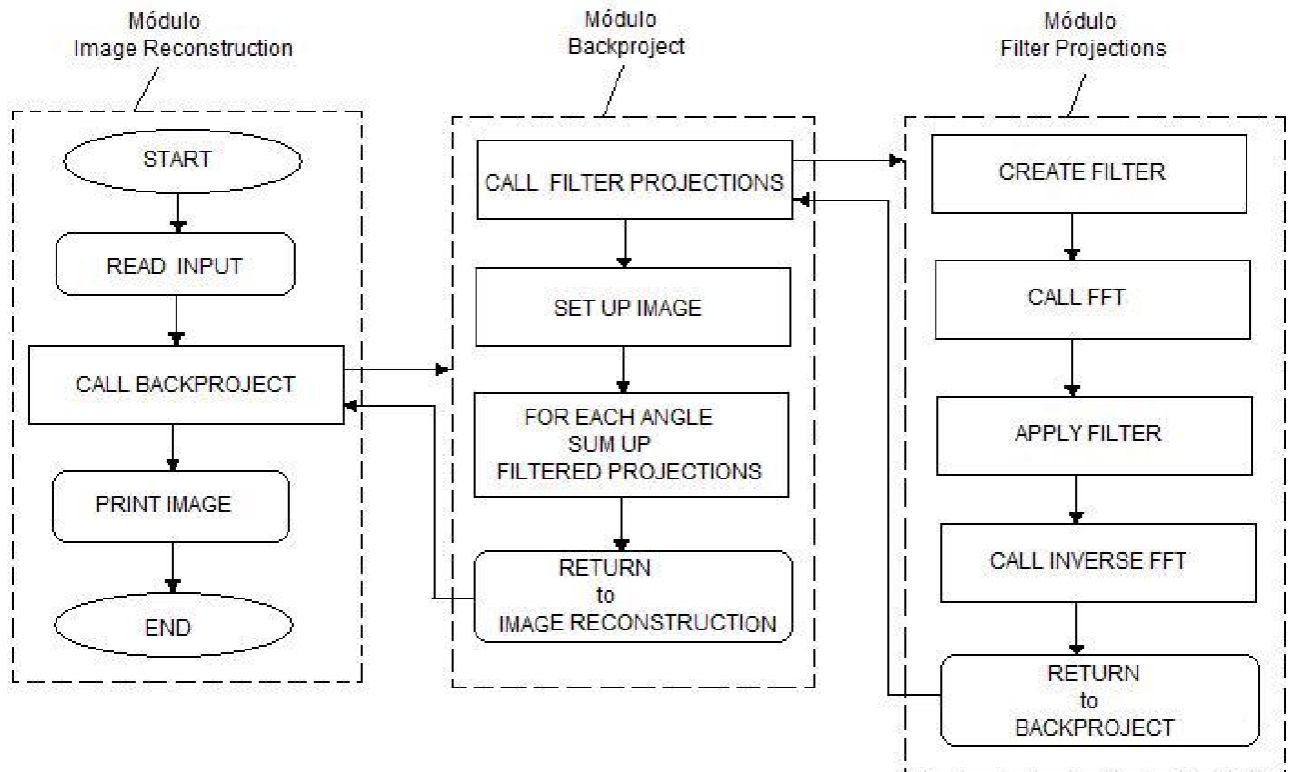 Módulo
Image Reconstruction
START
READ INPUT
CALL BACKPROJECT
PRINT IMAGE
END
Módulo
Backproject
CALL FILTER PROJECTIONS
SET UP IMAGE
FOR EACH ANGLE
SUM UP
FILTERED PROJECTIONS
RETURN
to
IMAGE RECONSTRUCTION
Módulo
Filter Projections
CREATE FILTER
CALL FFT
APPLY FILTER
CALL INVERSE FFT
RETURN
to
BACKPROJECT